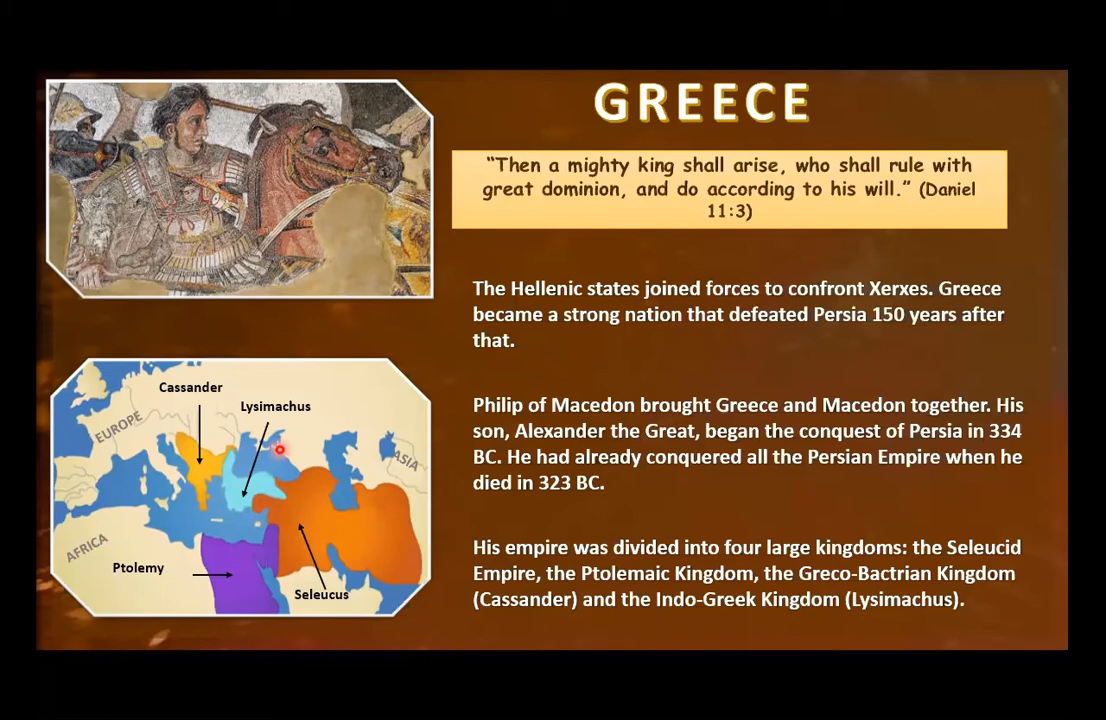 GREECE
“Then a mighty king shall arise, who shall rule with
great dominion, and do according to his will.” (Daniel
11:3)
The Hellenic states joined forces to confront Xerxes. Greece
became a strong nation that defeated Persia 150 years after
that.
Philip of Macedon brought Greece and Macedon together. His
son, Alexander the Great, began the conquest of Persia in 334
BC. He had already conquered all the Persian Empire when he
died in 323 BC.
His empire was divided into four large kingdoms: the Seleucid
Empire, the Ptolemaic Kingdom, the Greco-Bactrian Kingdom
(Cassander) and the Indo-Greek Kingdom (Lysimachus).
Cassander
Lysimachus
EUROPE
ASIA
AFRICA
Ptolemy
Seleucus